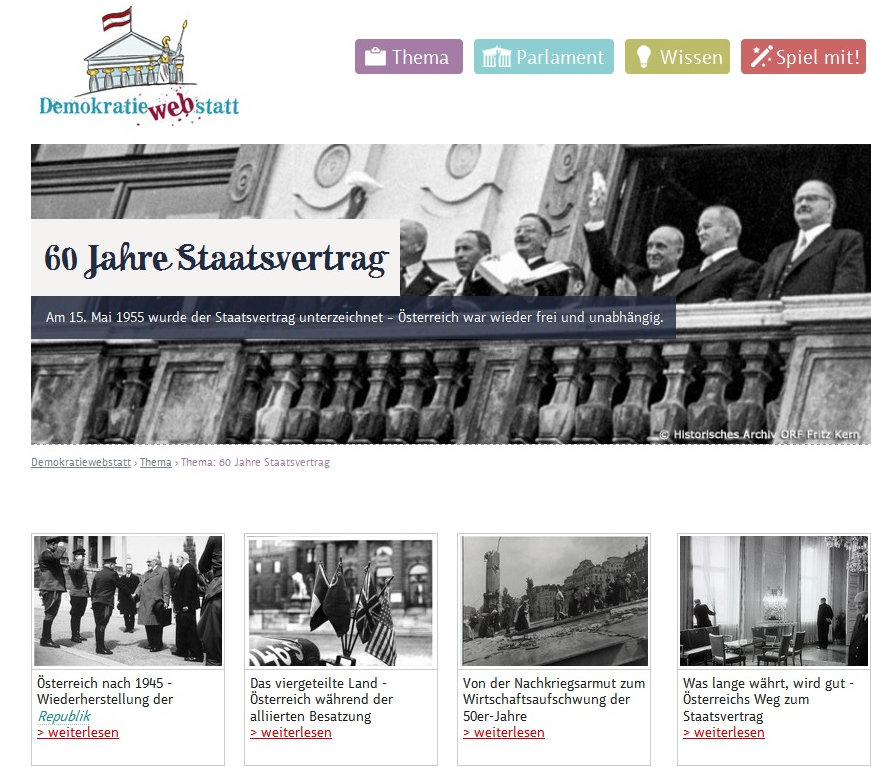 Demokratiewebstatt
Thema
Parlament
Wissen
Spiel mit!
60 Jahre Staatsvertrag
Am 15. Mai 1955 wurde der Staatsvertrag unterzeichnet – Österreich war wieder frei und unabhängig.
© Historisches Archiv ORF Fritz Kern
Demokratiewebstatt › Thema › Thema: 60 Jahre Staatsvertrag
Österreich nach 1945 -
Wiederherstellung der
Republik
> weiterlesen
Das viergeteilte Land -
Österreich während der
alliierten Besatzung
> weiterlesen
Von der Nachkriegsarmut zum
Wirtschaftsaufschwung der
50er-Jahre
> weiterlesen
Was lange währt, wird gut -
Österreichs Weg zum
Staatsvertrag
> weiterlesen